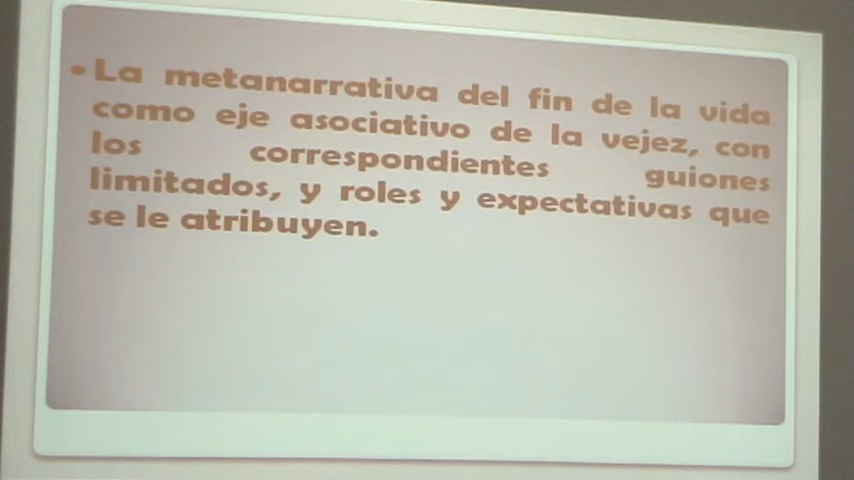 • La metanarrativa del fin de la vida
como eje asociativo de la vejez, con
los correspondientes guiones
limitados, y roles y expectativas que
se le atribuyen.